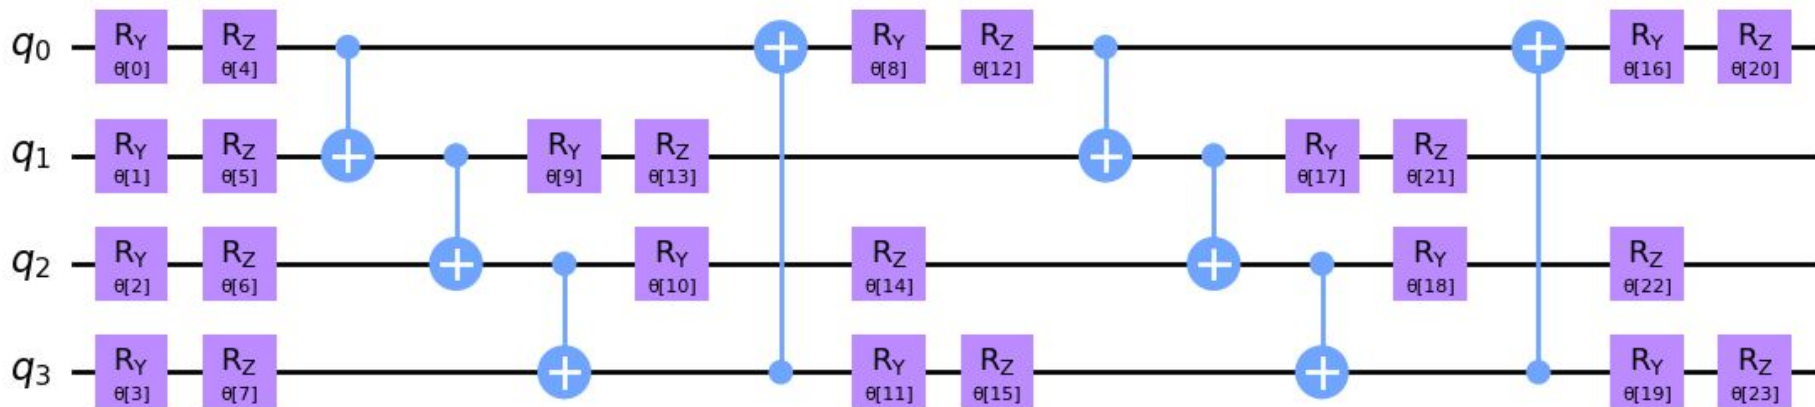 q0 RY θ[0] RZ θ[4] RY θ[8] RZ θ[12] RY θ[16] RZ θ[20]
q1 RY θ[1] RZ θ[5] RY θ[9] RZ θ[13] RY θ[17] RZ θ[21]
q2 RY θ[2] RZ θ[6] RY θ[10] RZ θ[14] RY θ[18] RZ θ[22]
q3 RY θ[3] RZ θ[7] RY θ[11] RZ θ[15] RY θ[19] RZ θ[23]